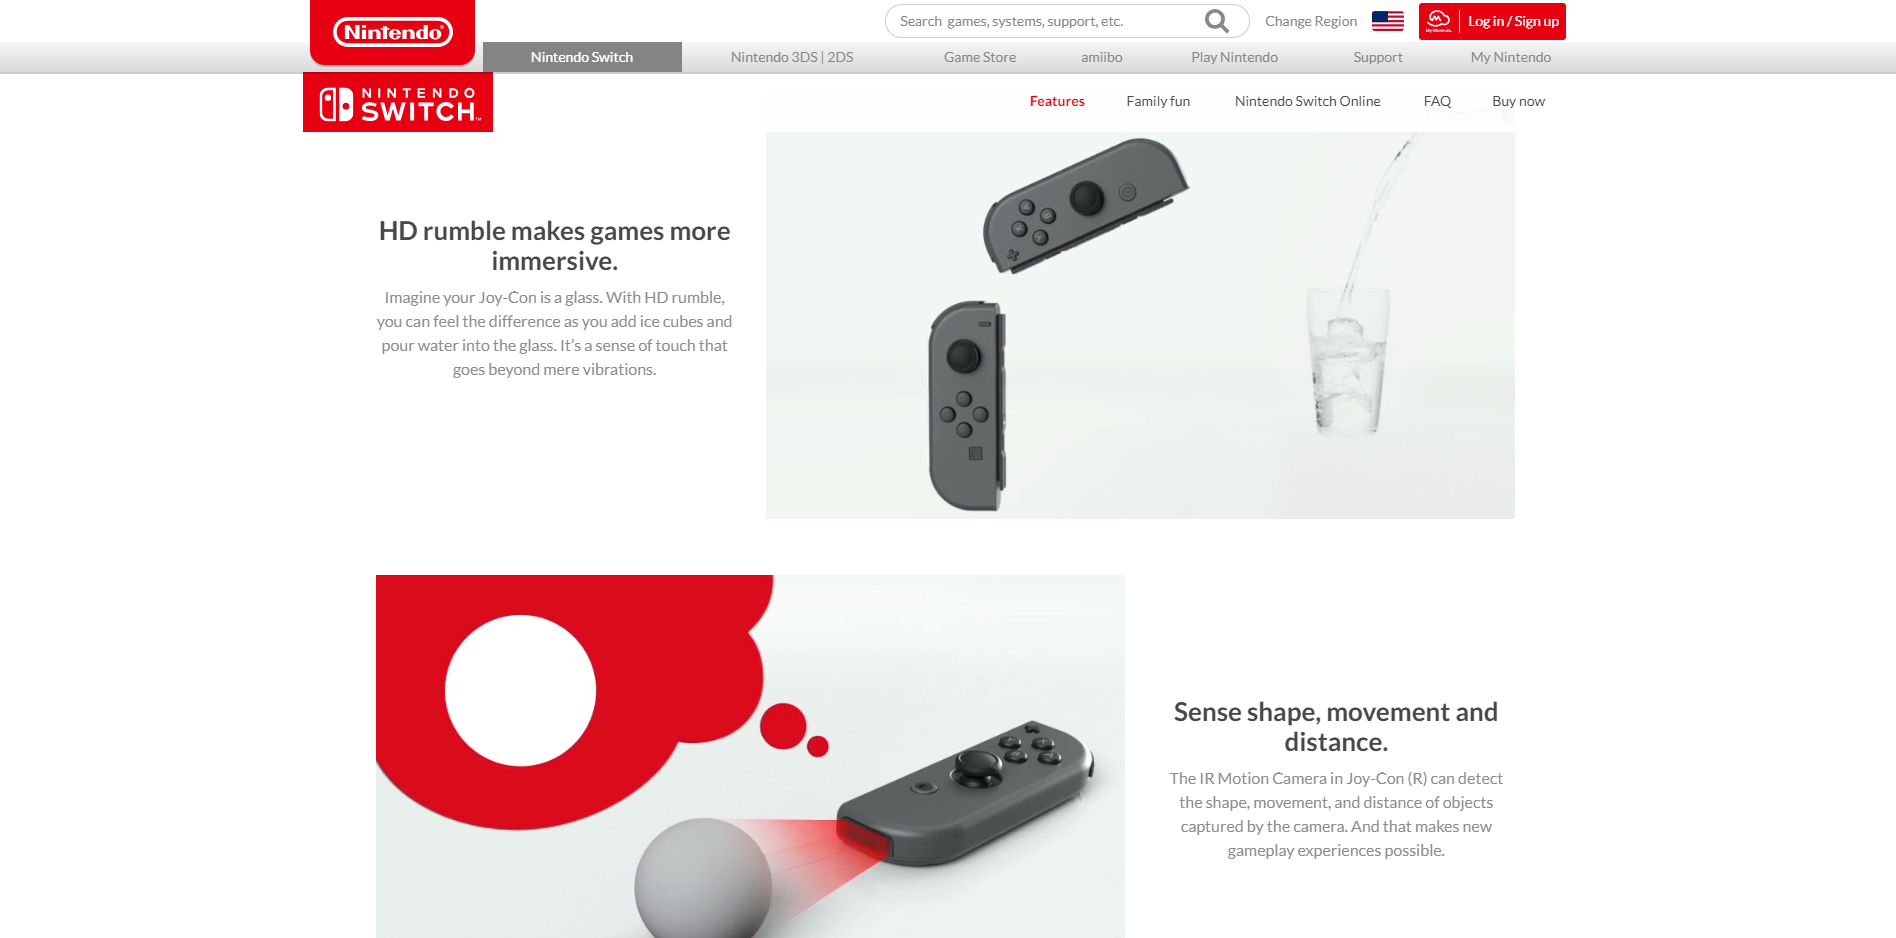 Nintendo
Search games, systems, support, etc.
Change Region
My Nintendo.
Log in / Sign up
Nintendo Switch
Nintendo 3DS | 2DS
Game Store
amiibo
Play Nintendo
Support
My Nintendo
NINTENDO
SWITCH
Features
Family fun
Nintendo Switch Online
FAQ
Buy now
HD rumble makes games more
immersive.
Imagine your Joy-Con is a glass. With HD rumble,
you can feel the difference as you add ice cubes and
pour water into the glass. It’s a sense of touch that
goes beyond mere vibrations.
Sense shape, movement and
distance.
The IR Motion Camera in Joy-Con (R) can detect
the shape, movement, and distance of objects
captured by the camera. And that makes new
gameplay experiences possible.